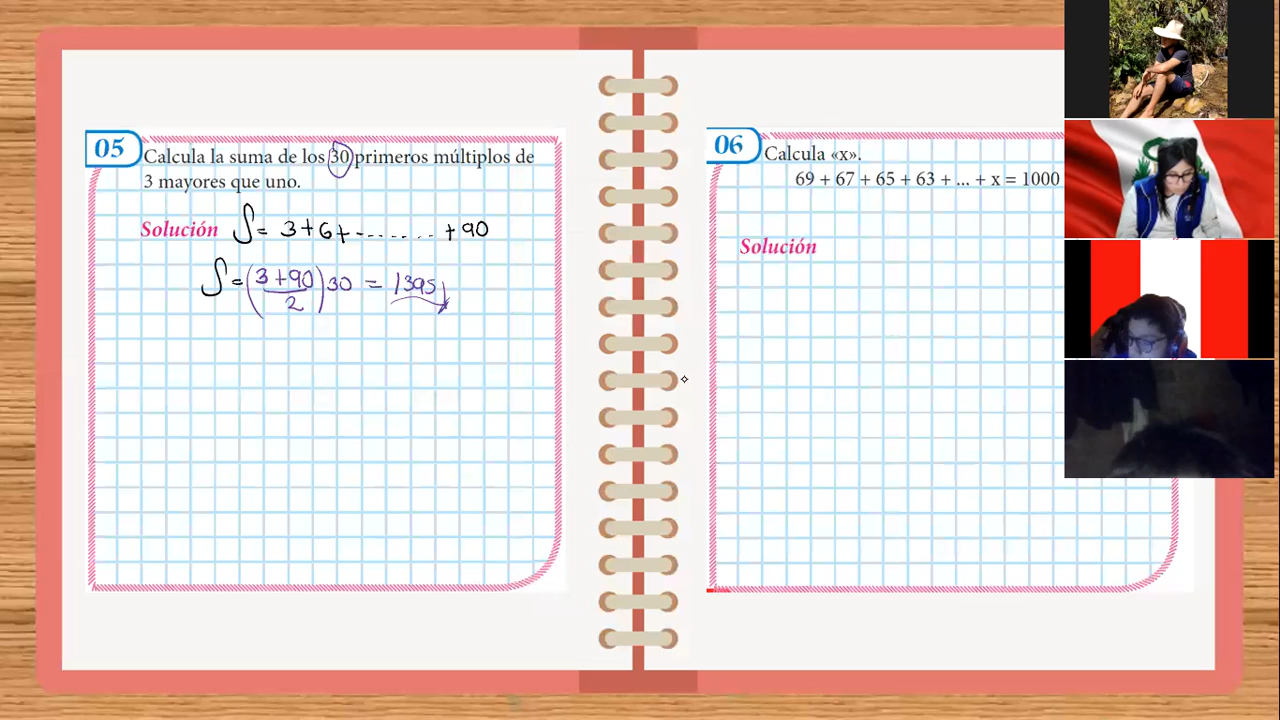 05
Calcula la suma de los 30 primeros múltiplos de
3 mayores que uno.
Solución S = 3+6+........+90
S = (3+90/2)30 = 1395
06
Calcula «x».
69 + 67 + 65 + 63 + ... + x = 1000
Solución